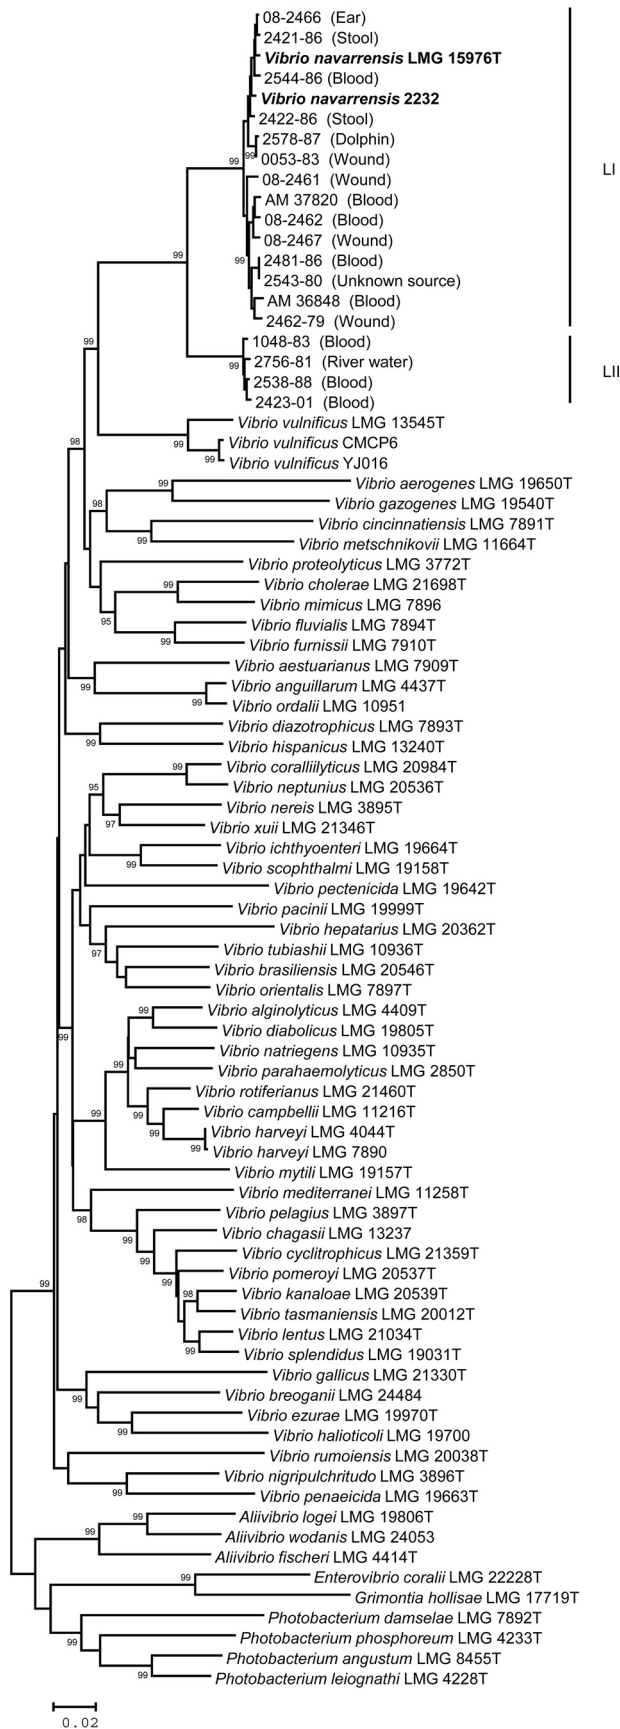 08-2466 (Ear)
2421-86 (Stool)
Vibrio navarrensis LMG 15976T
2544-86 (Blood)
Vibrio navarrensis 2232
2422-86 (Stool)
2578-87 (Dolphin)
99 99 0053-83 (Wound)
LI
08-2461 (Wound)
AM 37820 (Blood)
08-2462 (Blood)
08-2467 (Wound)
99 99 2481-86 (Blood)
2543-80 (Unknown source)
AM 36848 (Blood)
2462-79 (Wound)
99 1048-83 (Blood)
99 2756-81 (River water)
LII
2538-88 (Blood)
2423-01 (Blood)
Vibrio vulnificus LMG 13545T
98 99 Vibrio vulnificus CMCP6
99 Vibrio vulnificus YJ016
99 Vibrio aerogenes LMG 19650T
98 Vibrio gazogenes LMG 19540T
Vibrio cincinnatiensis LMG 7891T
99 Vibrio metschnikovii LMG 11664T
Vibrio proteolyticus LMG 3772T
99 Vibrio cholerae LMG 21698T
Vibrio mimicus LMG 7896
95 Vibrio fluvialis LMG 7894T
99 Vibrio furnissii LMG 7910T
Vibrio aestuarianus LMG 7909T
99 Vibrio anguillarum LMG 4437T
Vibrio ordalii LMG 10951
Vibrio diazotrophicus LMG 7893T
99 Vibrio hispanicus LMG 13240T
99 Vibrio coralliilyticus LMG 20984T
95 Vibrio neptunius LMG 20536T
Vibrio nereis LMG 3895T
97 Vibrio xuii LMG 21346T
Vibrio ichthyoenteri LMG 19664T
99 Vibrio scophthalmi LMG 19158T
Vibrio pectenicida LMG 19642T
Vibrio pacinii LMG 19999T
Vibrio hepatarius LMG 20362T
97 Vibrio tubiashii LMG 10936T
Vibrio brasiliensis LMG 20546T
Vibrio orientalis LMG 7897T
99 Vibrio alginolyticus LMG 4409T
99 Vibrio diabolicus LMG 19805T
Vibrio natriegens LMG 10935T
99 Vibrio parahaemolyticus LMG 2850T
Vibrio rotiferianus LMG 21460T
99 99 Vibrio campbellii LMG 11216T
99 Vibrio harveyi LMG 4044T
99 Vibrio harveyi LMG 7890
Vibrio mytili LMG 19157T
Vibrio mediterranei LMG 11258T
98 Vibrio pelagius LMG 3897T
99 Vibrio chagasii LMG 13237
99 Vibrio cyclitrophicus LMG 21359T
99 99 Vibrio pomeroyi LMG 20537T
98 Vibrio kanaloae LMG 20539T
Vibrio tasmaniensis LMG 20012T
Vibrio lentus LMG 21034T
99 Vibrio splendidus LMG 19031T
Vibrio gallicus LMG 21330T
99 Vibrio breoganii LMG 24484
Vibrio ezurae LMG 19970T
99 Vibrio halioticoli LMG 19700
Vibrio rumoiensis LMG 20038T
Vibrio nigripulchritudo LMG 3896T
99 Vibrio penaeicida LMG 19663T
99 Aliivibrio logei LMG 19806T
99 Aliivibrio wodanis LMG 24053
Aliivibrio fischeri LMG 4414T
99 Enterovibrio coralii LMG 22228T
Grimontia hollisae LMG 17719T
Photobacterium damselae LMG 7892T
99 Photobacterium phosphoreum LMG 4233T
Photobacterium angustum LMG 8455T
99 Photobacterium leiognathi LMG 4228T
0.02